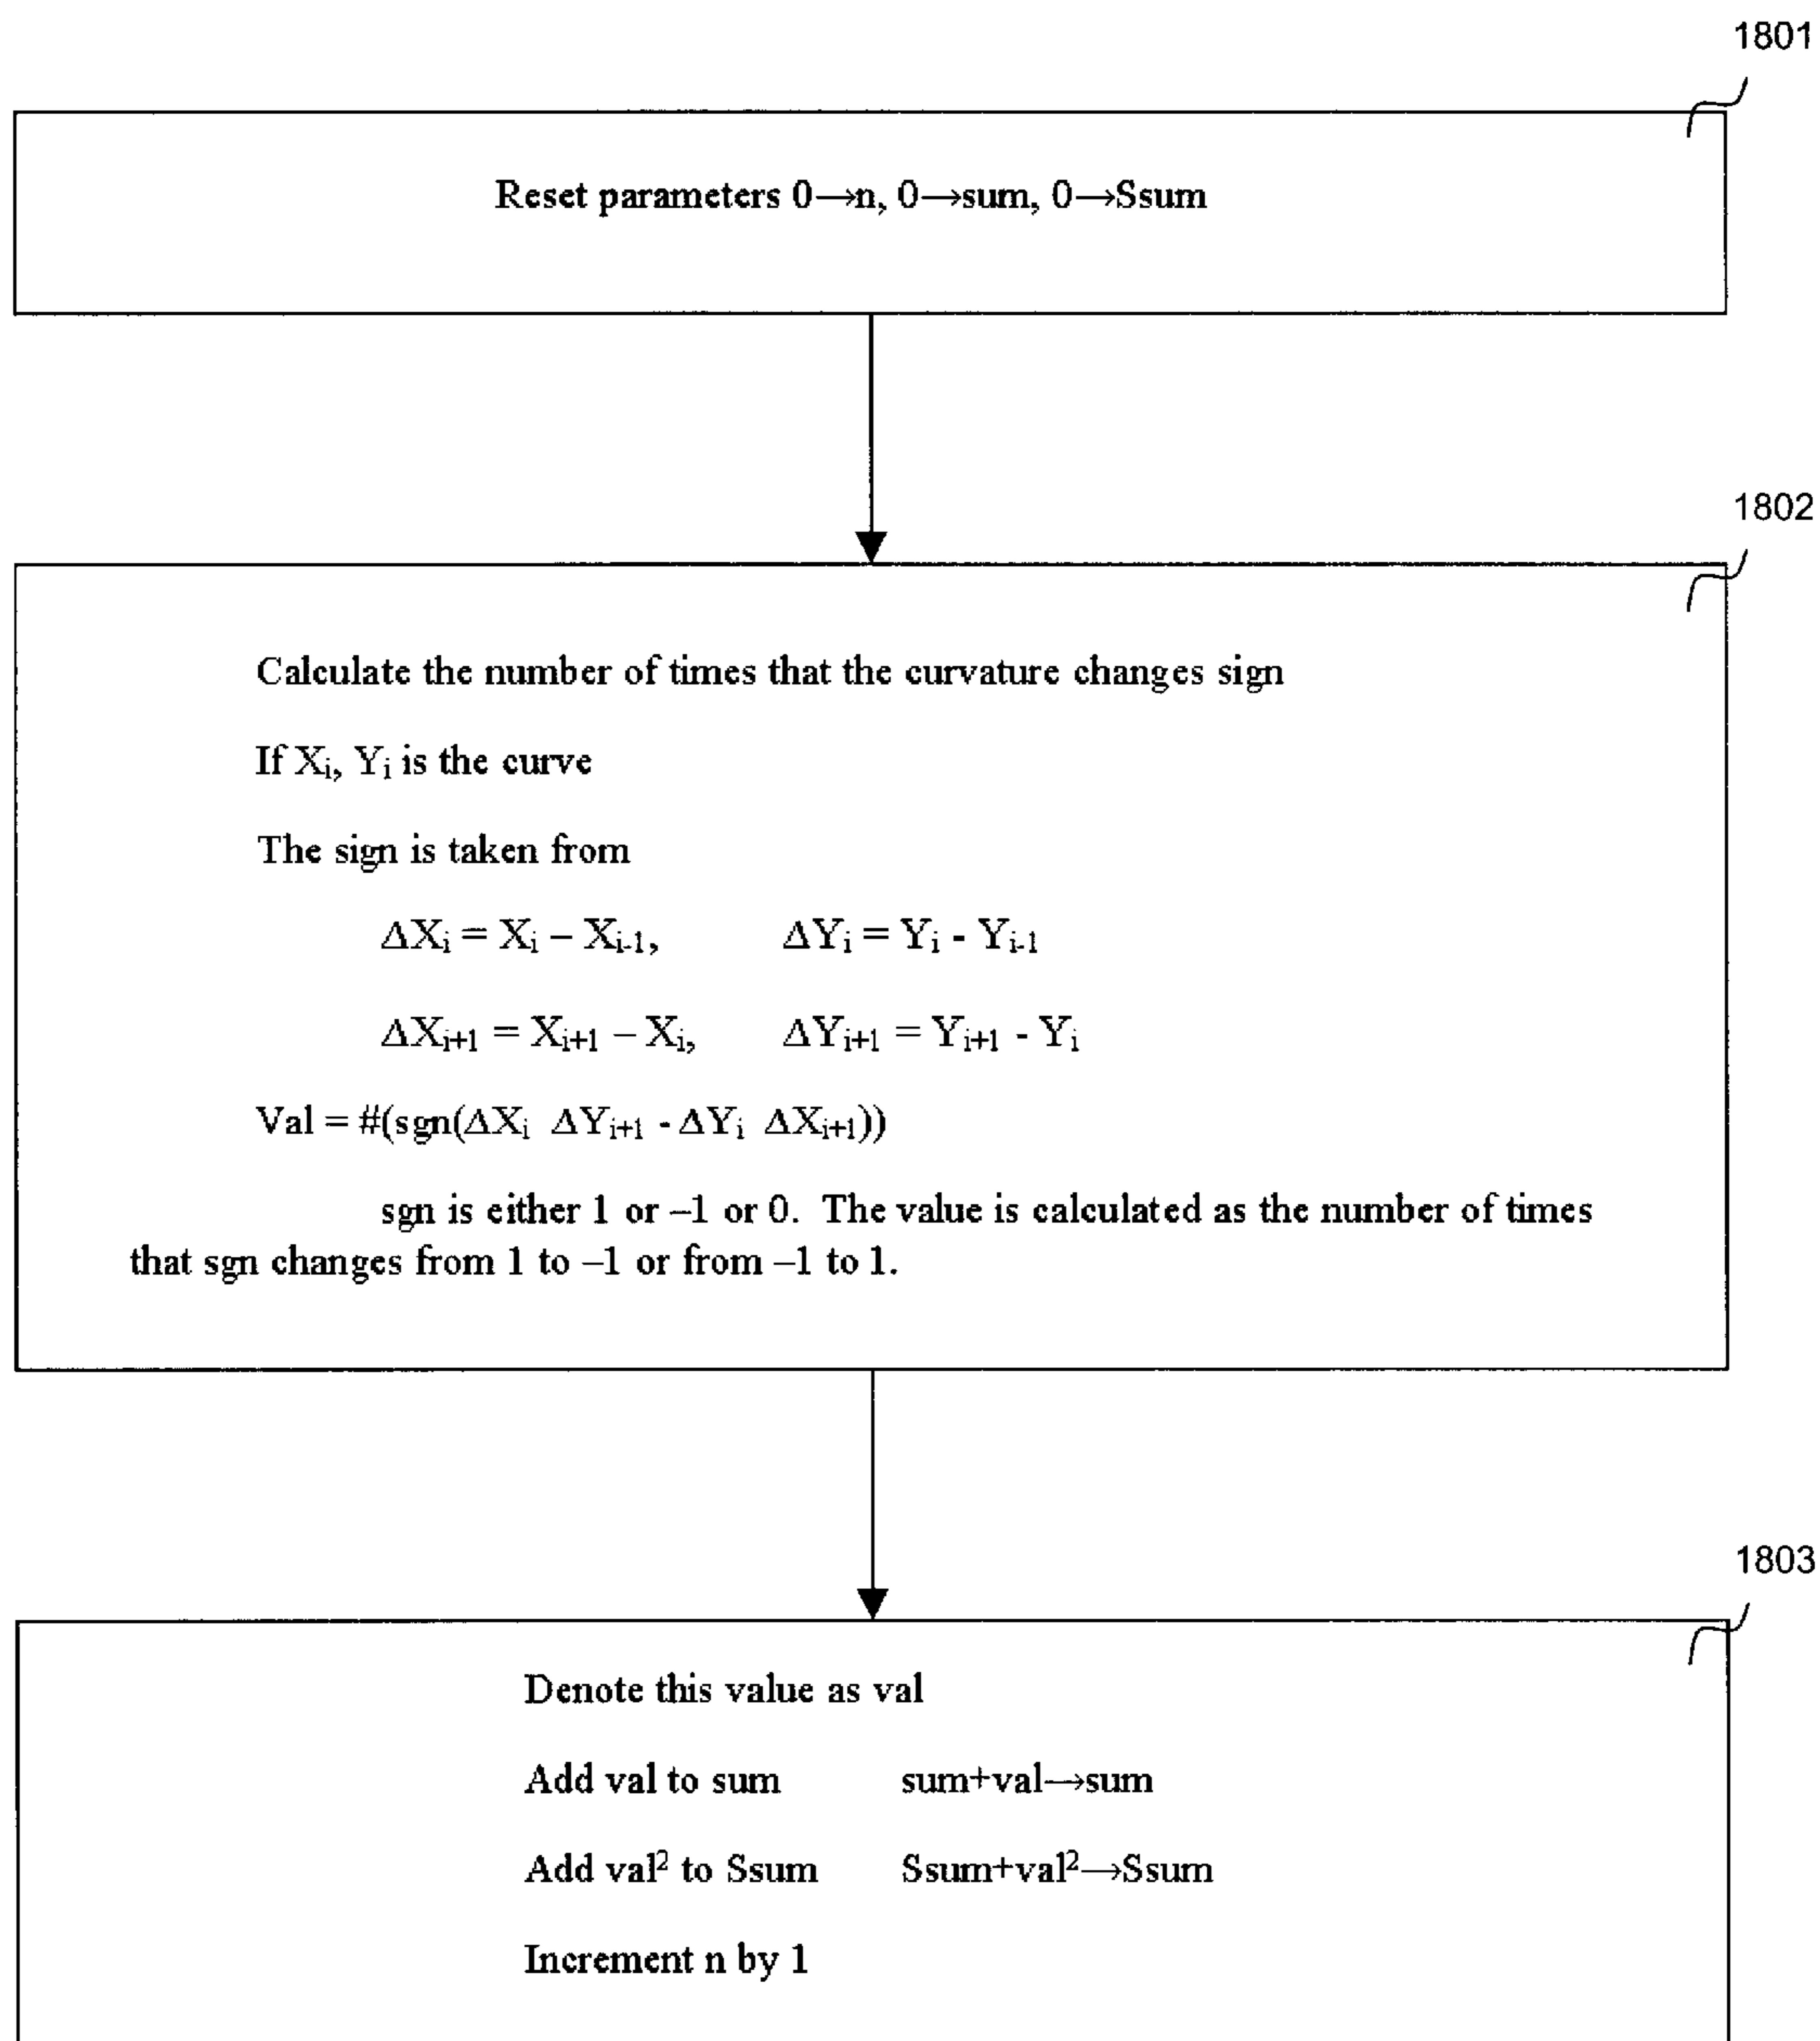 1801
Reset parameters 0→n, 0→sum, 0→Ssum
1802
Calculate the number of times that the curvature changes sign
If Xᵢ, Yᵢ is the curve
The sign is taken from
ΔXᵢ = Xᵢ – Xᵢ₋₁, ΔYᵢ = Yᵢ - Yᵢ₋₁
ΔXᵢ₊₁ = Xᵢ₊₁ – Xᵢ, ΔYᵢ₊₁ = Yᵢ₊₁ - Yᵢ
Val = #(sgn(ΔXᵢ ΔYᵢ₊₁ - ΔYᵢ ΔXᵢ₊₁))
sgn is either 1 or –1 or 0. The value is calculated as the number of times
that sgn changes from 1 to –1 or from –1 to 1.
1803
Denote this value as val
Add val to sum sum+val→sum
Add val² to Ssum Ssum+val²→Ssum
Increment n by 1